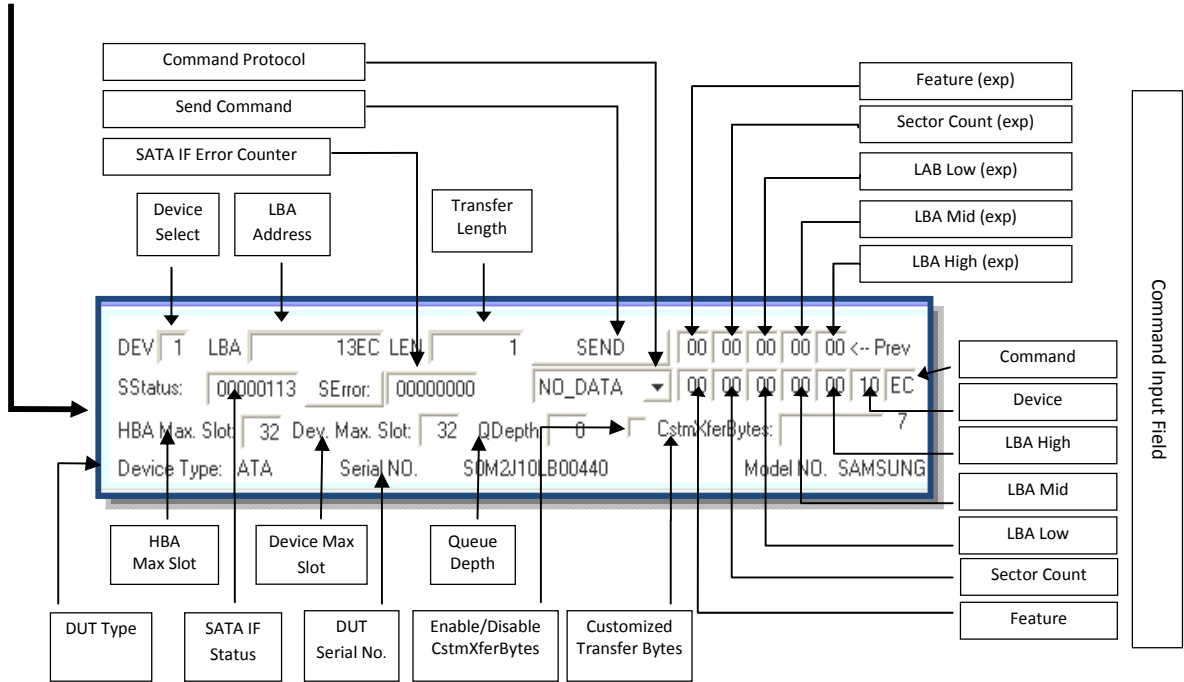 Command Protocol
Send Command
SATA IF Error Counter
Device
Select
LBA
Address
Transfer
Length
Feature (exp)
Sector Count (exp)
LAB Low (exp)
LBA Mid (exp)
LBA High (exp)
Command Input Field
DEV 1 LBA 13EC LEN 1 SEND 00 00 00 00 00 <-- Prev
SStatus: 00000113 SError: 00000000 NO_DATA 00 00 00 00 00 10 EC
HBA Max. Slot: 32 Dev. Max. Slot: 32 QDepth 0 CstmXferBytes: 7
Device Type: ATA Serial NO. S0M2J10LB00440 Model NO. SAMSUNG
Command
Device
LBA High
LBA Mid
LBA Low
Sector Count
Feature
HBA
Max Slot
Device Max
Slot
Queue
Depth
DUT Type
SATA IF
Status
DUT
Serial No.
Enable/Disable
CstmXferBytes
Customized
Transfer Bytes